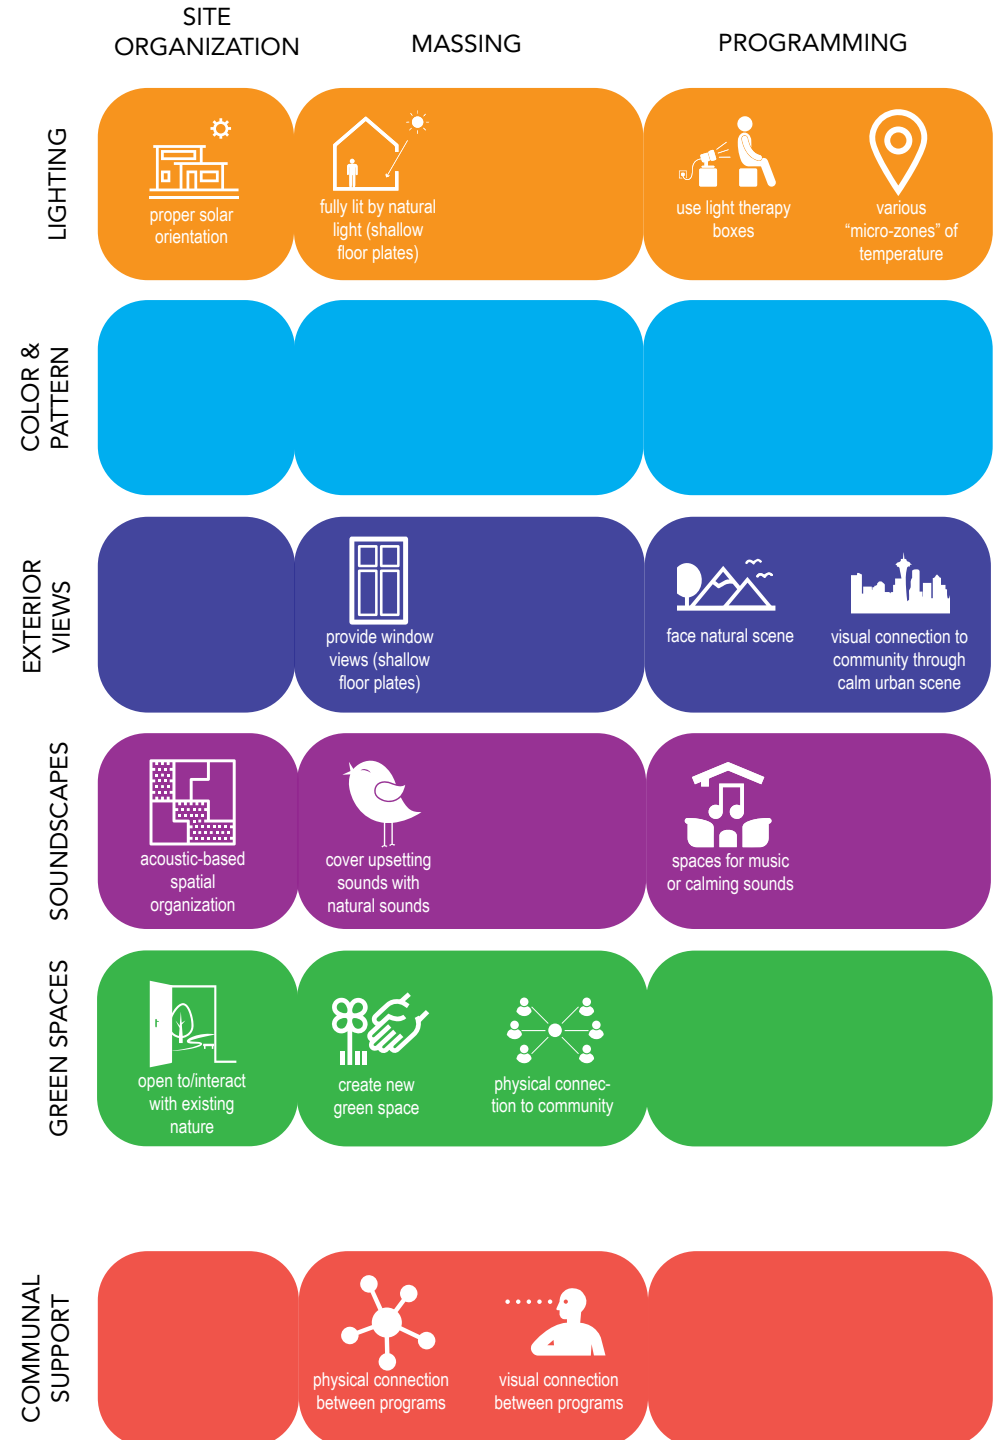 SITE
ORGANIZATION
MASSING
PROGRAMMING
LIGHTING
proper solar
orientation
fully lit by natural
light (shallow
floor plates)
use light therapy
boxes
various
“micro-zones” of
temperature
COLOR &
PATTERN
EXTERIOR
VIEWS
provide window
views (shallow
floor plates)
face natural scene
visual connection to
community through
calm urban scene
SOUNDSCAPES
acoustic-based
spatial
organization
cover upsetting
sounds with
natural sounds
spaces for music
or calming sounds
GREEN SPACES
open to/interact
with existing
nature
create new
green space
physical connec-
tion to community
COMMUNAL
SUPPORT
physical connection
between programs
visual connection
between programs